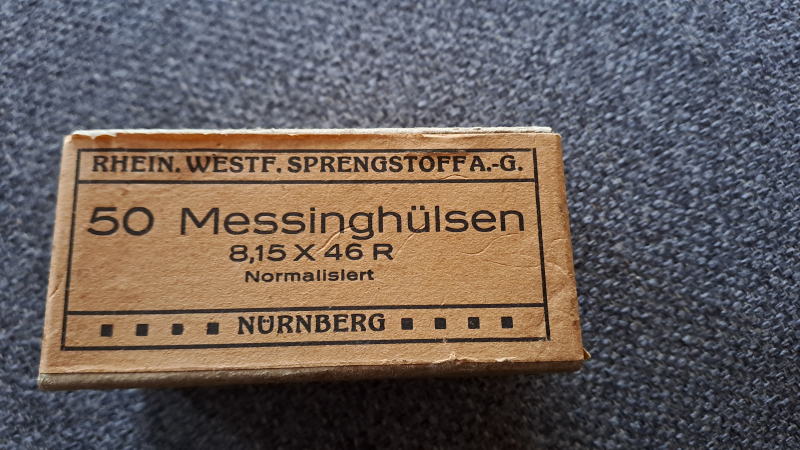 RHEIN. WESTF. SPRENGSTOFF A.-G.
50 Messinghülsen
8,15 X 46 R
Normalisiert
NÜRNBERG